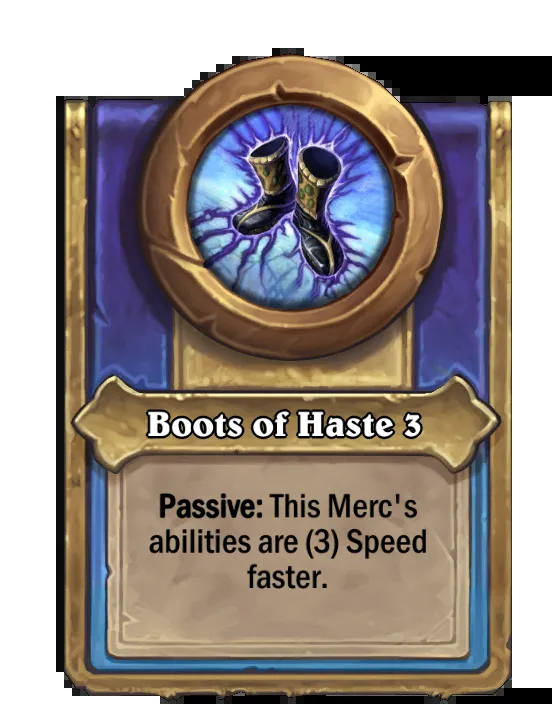 Boots of Haste 3
Passive: This Merc's
abilities are (3) Speed
faster.